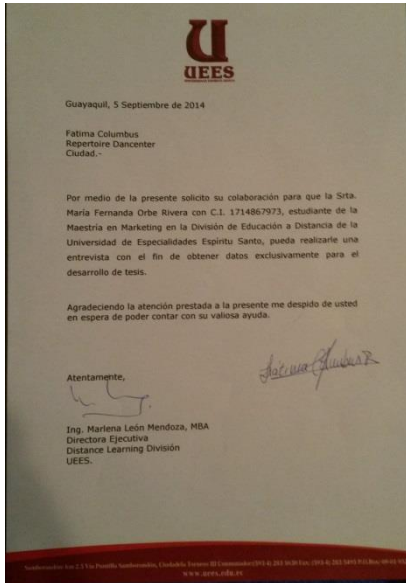 U
UEES
Guayaquil, 5 Septiembre de 2014
Fatima Columbus
Repertoire Dancenter
Ciudad.-
Por medio de la presente solicito su colaboración para que la Srta.
María Fernanda Orbe Rivera con C.I. 1714867973, estudiante de la
Maestría en Marketing en la División de Educación a Distancia de la
Universidad de Especialidades Espíritu Santo, pueda realizarle una
entrevista con el fin de obtener datos exclusivamente para el
desarrollo de tesis.
Agradeciendo la atención prestada a la presente me despido de usted
en espera de poder contar con su valiosa ayuda.
Fátima Columbus R
Atentamente,
Ing. Marlena León Mendoza, MBA
Directora Ejecutiva
Distance Learning División
UEES.
www.uees.edu.ec